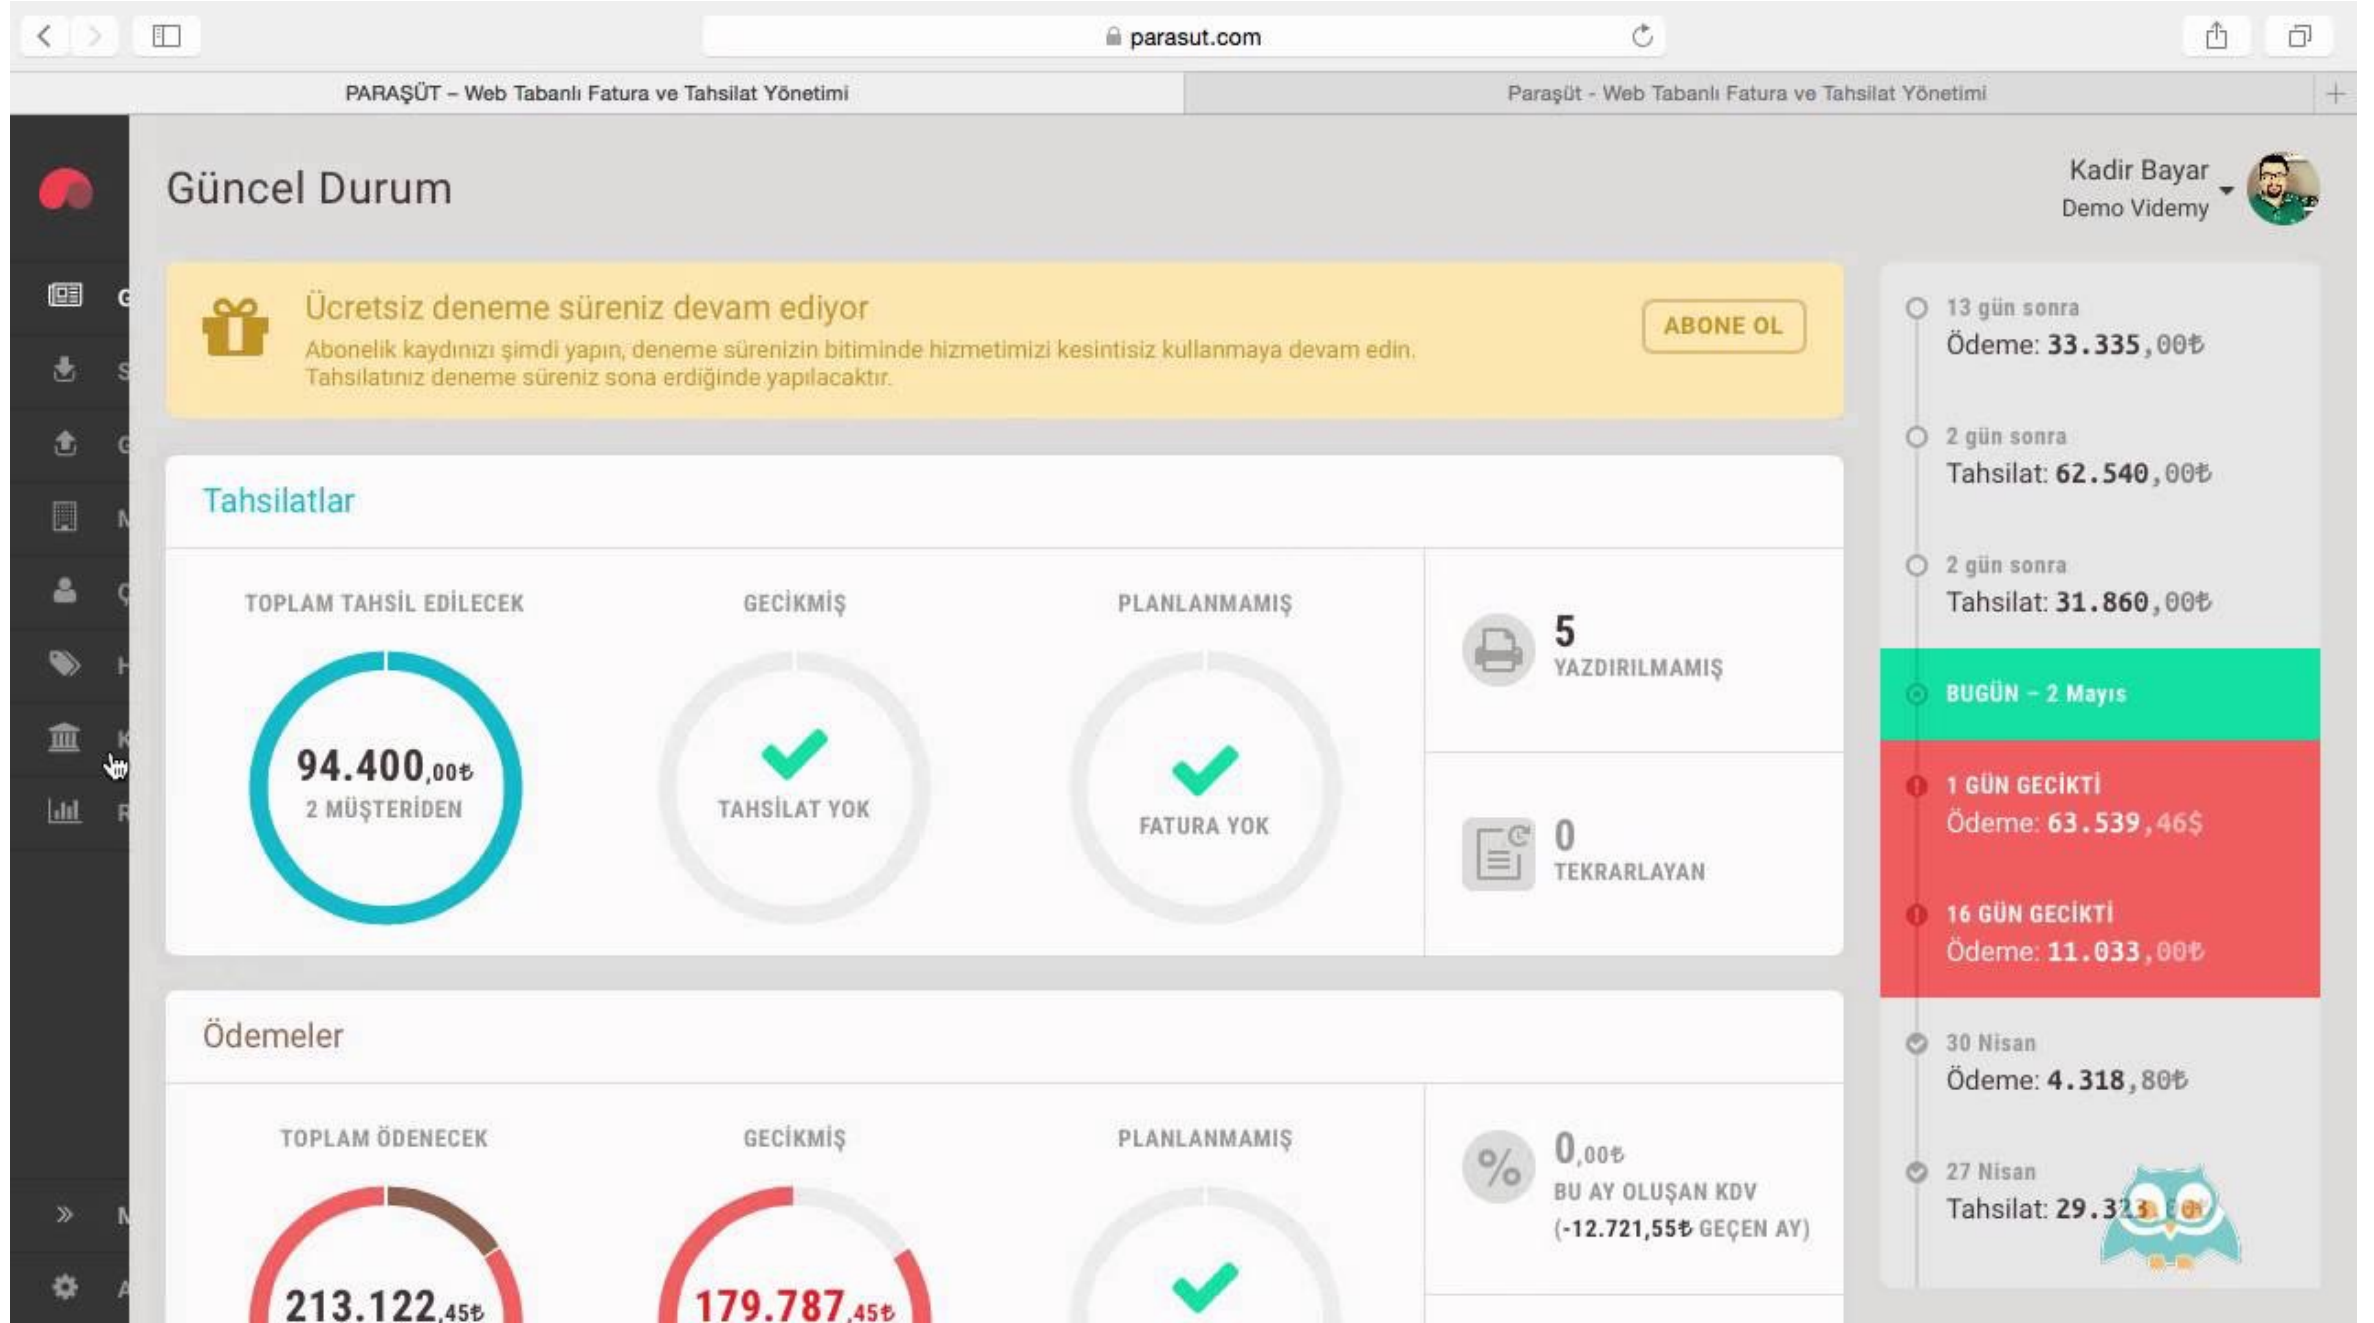 parasut.com
PARAŞÜT – Web Tabanlı Fatura ve Tahsilat Yönetimi
Paraşüt - Web Tabanlı Fatura ve Tahsilat Yönetimi
Güncel Durum
Kadir Bayar
Demo Videmy
Ücretsiz deneme süreniz devam ediyor
Abonelik kaydınızı şimdi yapın, deneme sürenizin bitiminde hizmetimizi kesintisiz kullanmaya devam edin.
Tahsilatınız deneme süreniz sona erdiğinde yapılacaktır.
ABONE OL
Tahsilatlar
TOPLAM TAHSİL EDİLECEK
94.400,00₺
2 MÜŞTERİDEN
GECİKMİŞ
TAHSİLAT YOK
PLANLANMAMIŞ
FATURA YOK
5
YAZDIRILMAMIŞ
0
TEKRARLAYAN
Ödemeler
TOPLAM ÖDENECEK
213.122,45₺
GECİKMİŞ
179.787,45₺
PLANLANMAMIŞ
%
0,00₺
BU AY OLUŞAN KDV
(-12.721,55₺ GEÇEN AY)
13 gün sonra
Ödeme: 33.335,00₺
2 gün sonra
Tahsilat: 62.540,00₺
2 gün sonra
Tahsilat: 31.860,00₺
BUGÜN – 2 Mayıs
1 GÜN GECİKTİ
Ödeme: 63.539,46$
16 GÜN GECİKTİ
Ödeme: 11.033,00₺
30 Nisan
Ödeme: 4.318,80₺
27 Nisan
Tahsilat: 29.323